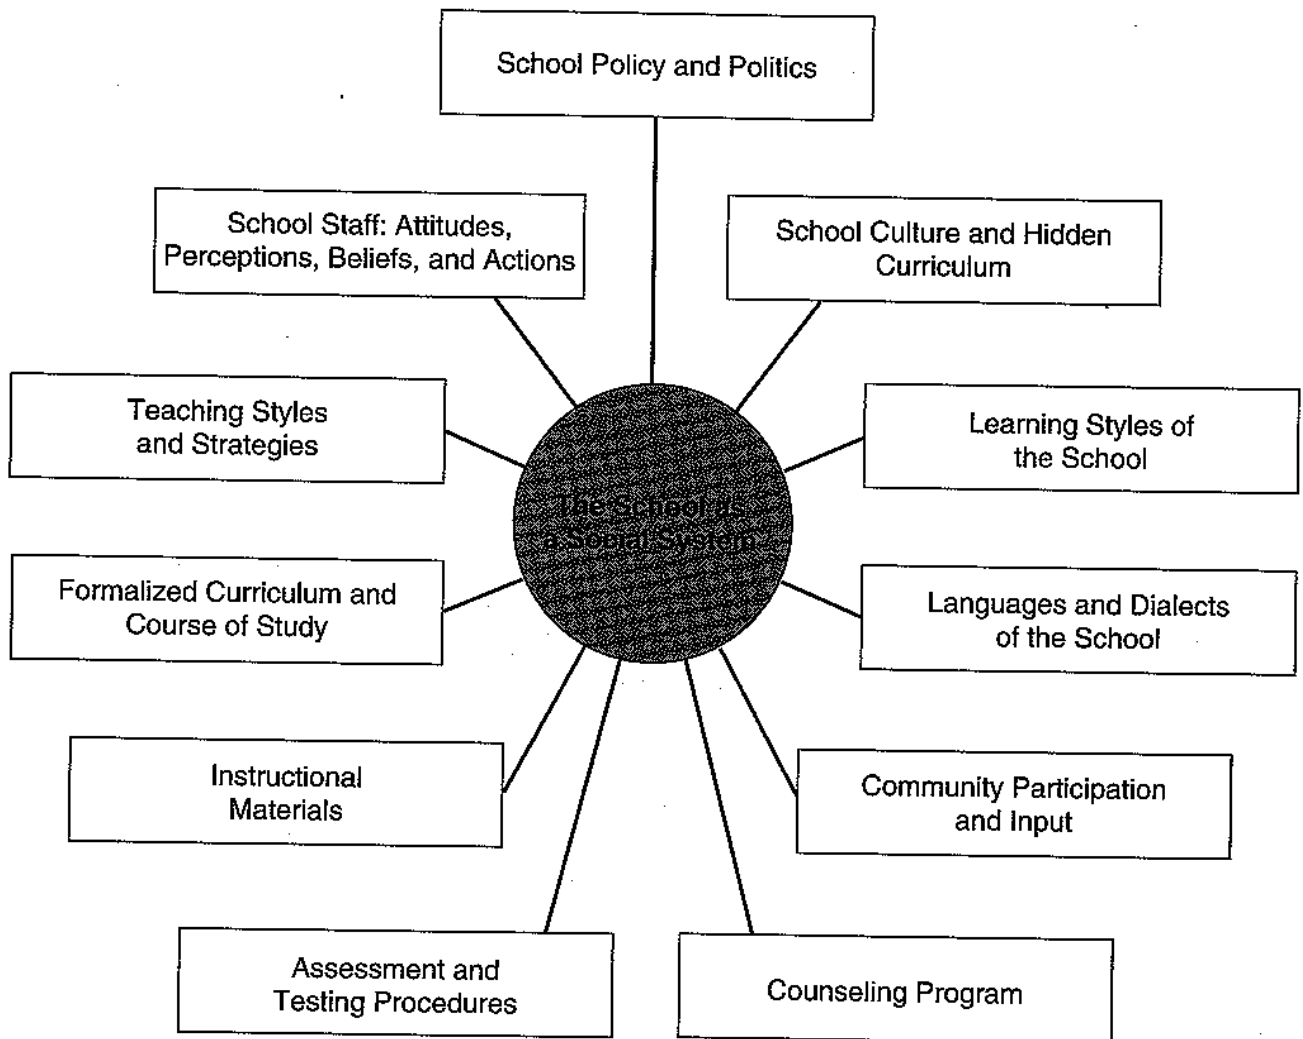 School Policy and Politics
School Staff: Attitudes,
Perceptions, Beliefs, and Actions
School Culture and Hidden
Curriculum
Teaching Styles
and Strategies
Learning Styles of
the School
The School as
a Social System
Formalized Curriculum and
Course of Study
Languages and Dialects
of the School
Instructional
Materials
Community Participation
and Input
Assessment and
Testing Procedures
Counseling Program